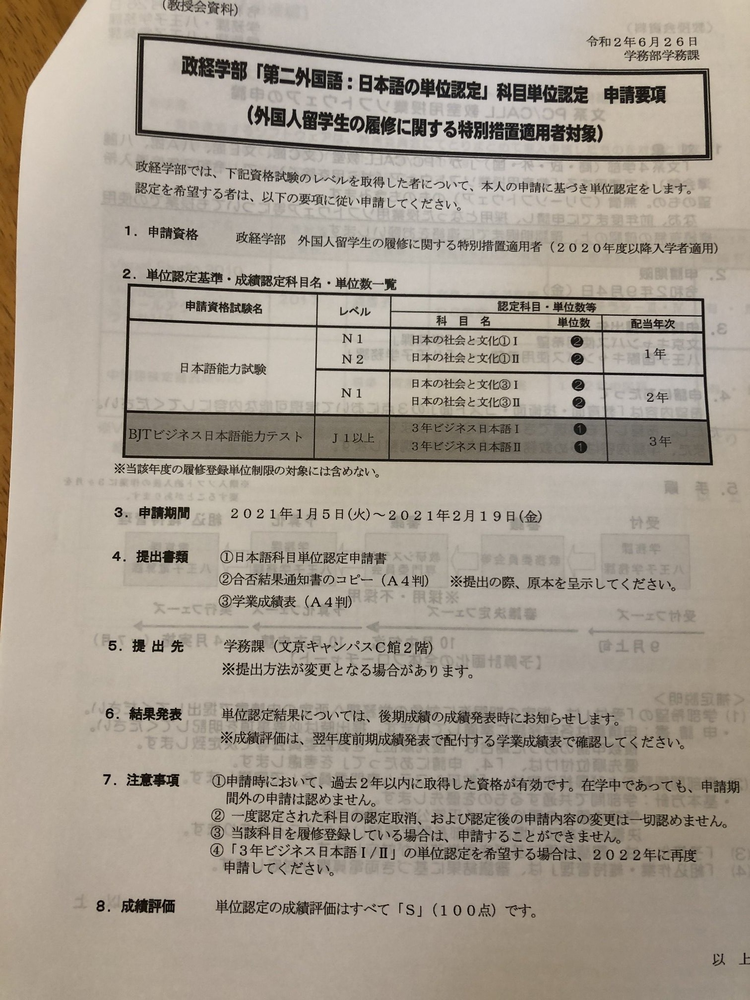 （教授会資料）
令和２年６月２６日
学務部学務課
政経学部「第二外国語：日本語の単位認定」科目単位認定　申請要項
（外国人留学生の履修に関する特別措置適用者対象）
政経学部では、下記資格試験のレベルを取得した者について、本人の申請に基づき単位認定をします。
認定を希望する者は、以下の要項に従い申請してください。
１．申請資格　政経学部　外国人留学生の履修に関する特別措置適用者（２０２０年度以降入学者適用）
２．単位認定基準・成績認定科目名・単位数一覧
申請資格試験名　レベル　認定科目・単位数等
科　目　名　単位数　配当年次
日本語能力試験
Ｎ１　日本の社会と文化①Ⅰ　❷
Ｎ２　日本の社会と文化①Ⅱ　❷
１年
Ｎ１
日本の社会と文化③Ⅰ　❷
日本の社会と文化③Ⅱ　❷
２年
BJTビジネス日本語能力テスト　Ｊ１以上
３年ビジネス日本語Ⅰ　❶
３年ビジネス日本語Ⅱ　❶
３年
※当該年度の履修登録単位制限の対象には含めない。
３．申請期間　２０２１年１月５日(火)～２０２１年２月１９日(金)
４．提出書類　①日本語科目単位認定申請書
②合否結果通知書のコピー（Ａ４判）　※提出の際、原本を呈示してください。
③学業成績表（Ａ４判）
５．提 出 先　学務課（文京キャンパスＣ館２階）
※提出方法が変更となる場合があります。
６．結果発表　単位認定結果については、後期成績の成績発表時にお知らせします。
※成績評価は、翌年度前期成績発表で配付する学業成績表で確認してください。
７．注意事項　①申請時において、過去２年以内に取得した資格が有効です。在学中であっても、申請期
間外の申請は認めません。
② 一度認定された科目の認定取消、および認定後の申請内容の変更は一切認めません。
③ 当該科目を履修登録している場合は、申請することができません。
④「３年ビジネス日本語Ⅰ/Ⅱ」の単位認定を希望する場合は、２０２２年に再度
申請してください。
８．成績評価　単位認定の成績評価はすべて「Ｓ」（１００点）です。
以　上